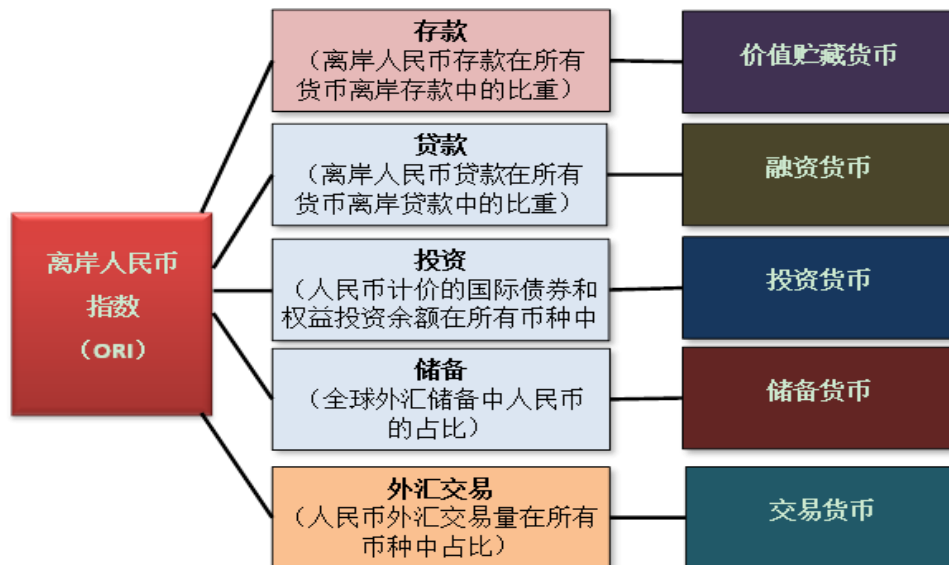 离岸人民币
指数
（ORI）
存款
（离岸人民币存款在所有
货币离岸存款中的比重）
价值贮藏货币
贷款
（离岸人民币贷款在所有
货币离岸贷款中的比重）
融资货币
投资
（人民币计价的国际债券和
权益投资余额在所有币种中
投资货币
储备
（全球外汇储备中人民币
的占比）
储备货币
外汇交易
（人民币外汇交易量在所有
币种中占比）
交易货币